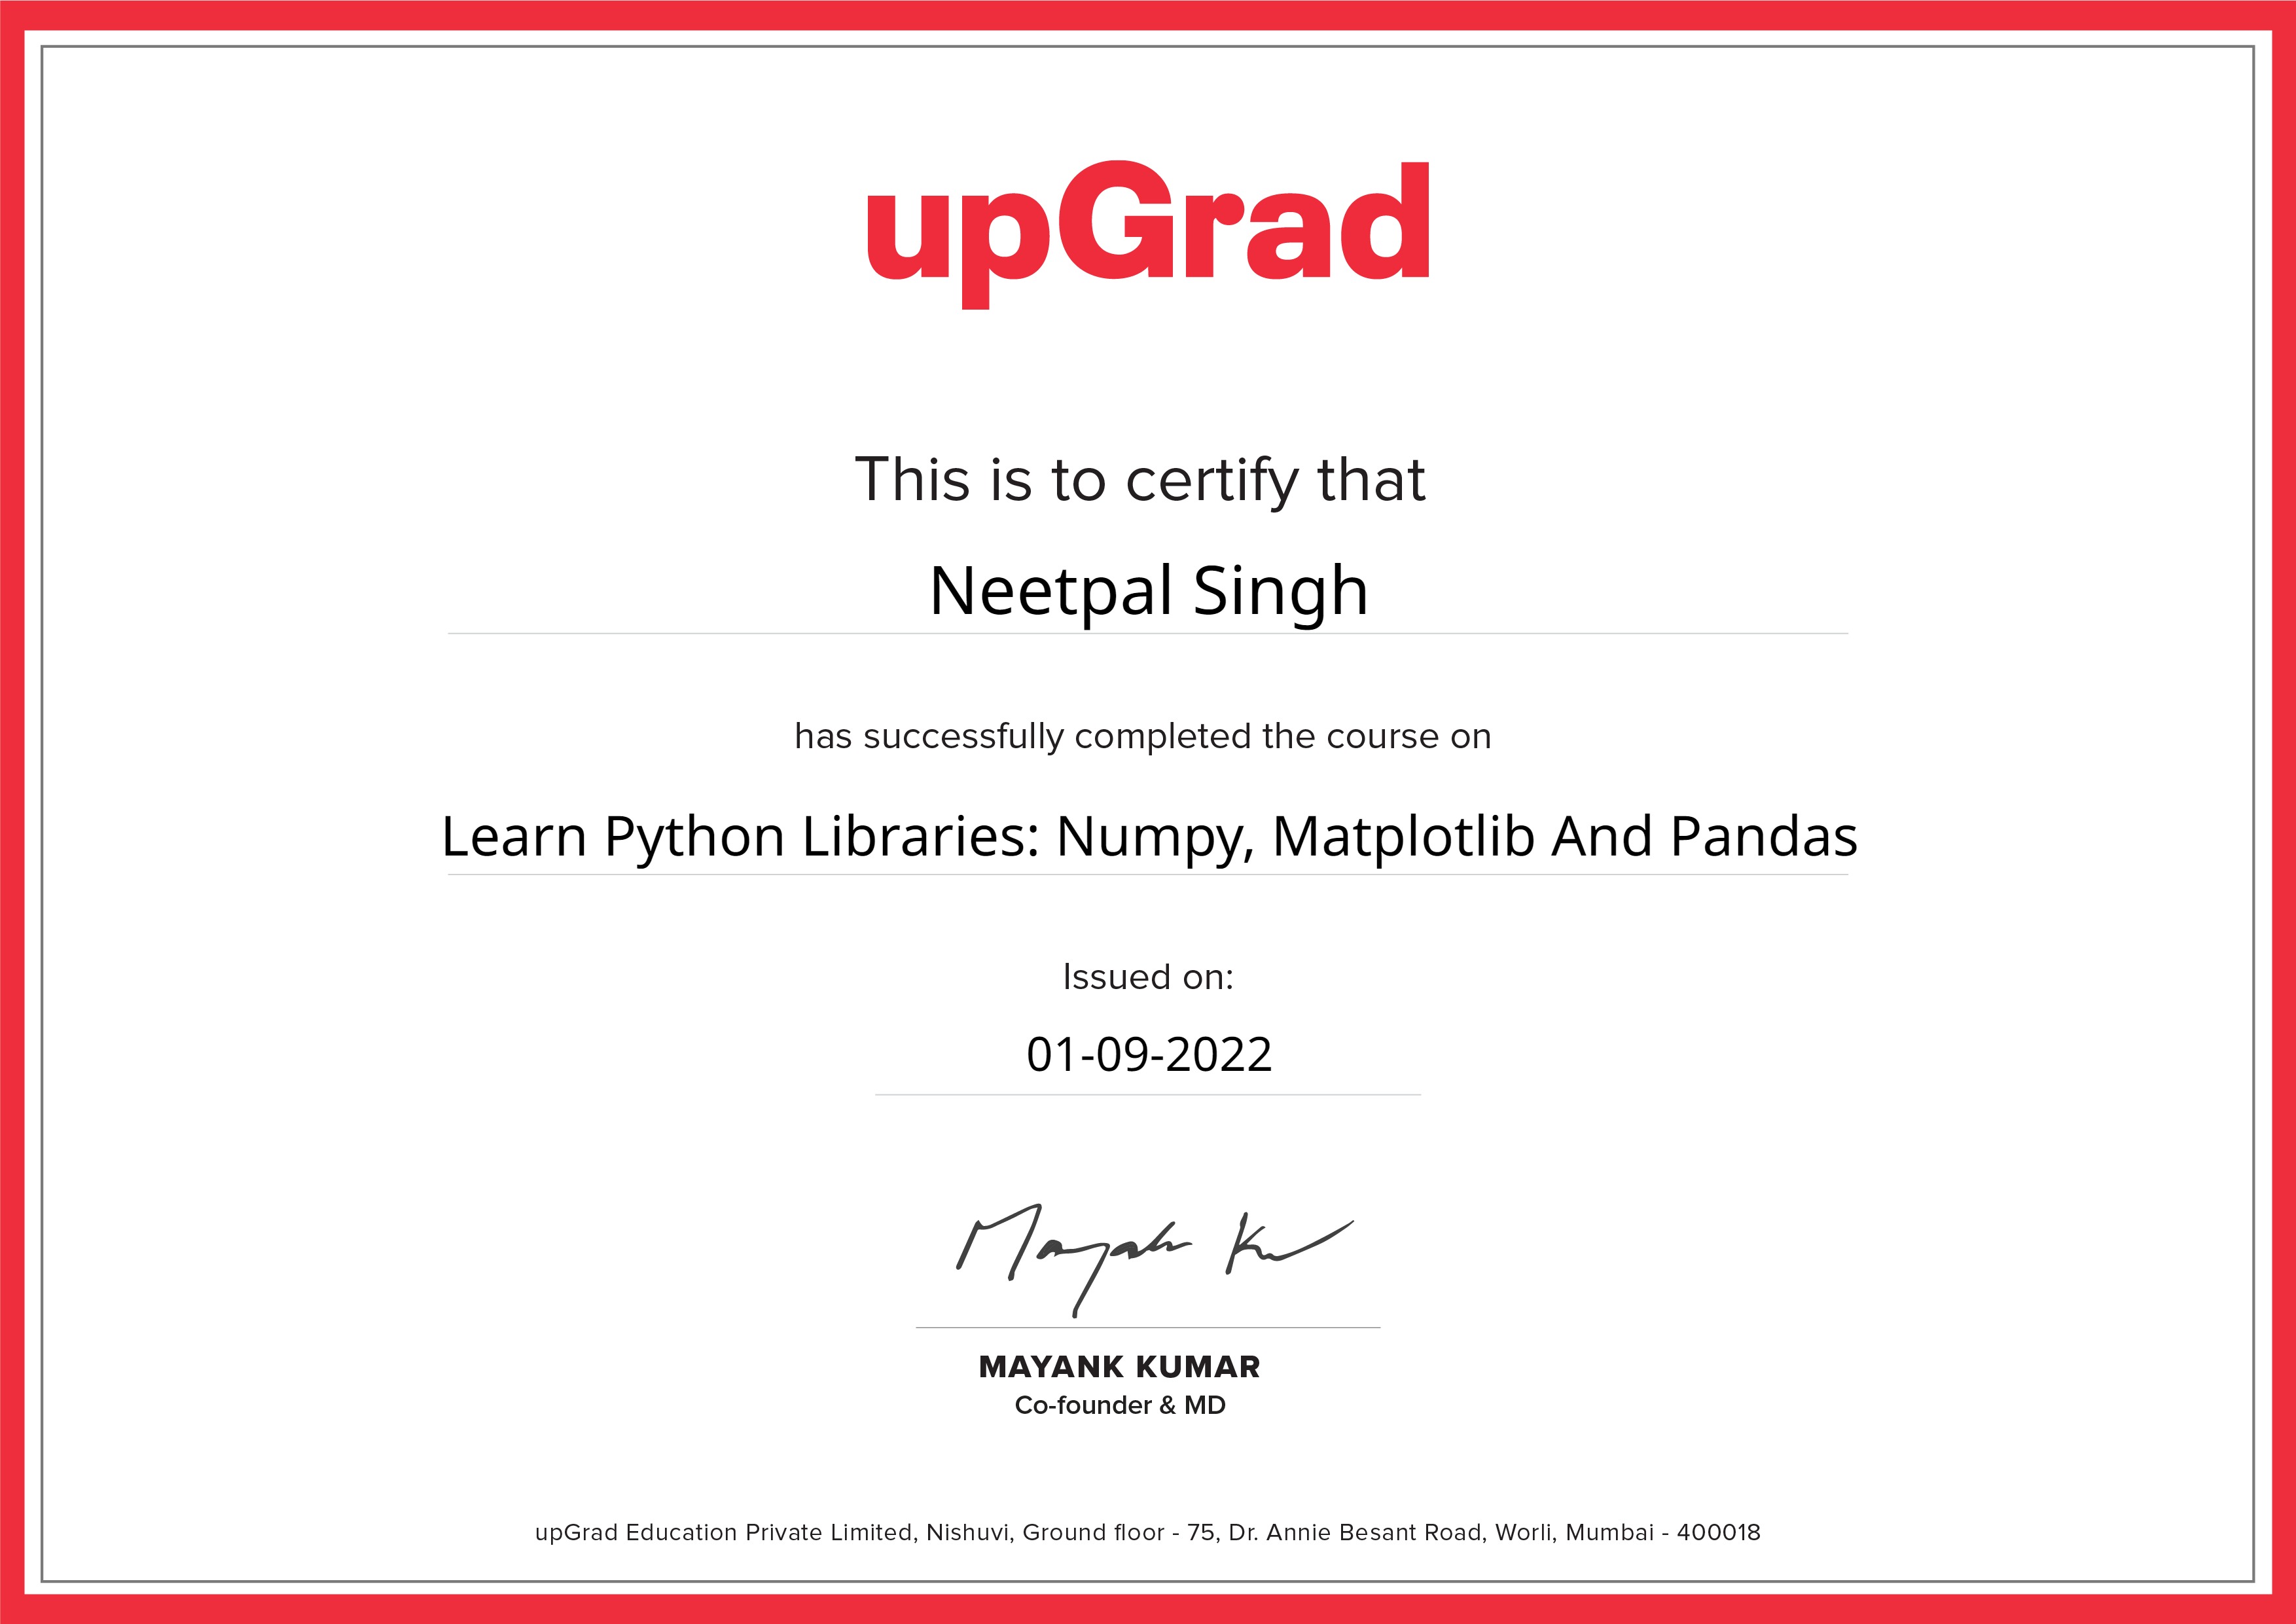 upGrad
This is to certify that
Neetpal Singh
has successfully completed the course on
Learn Python Libraries: Numpy, Matplotlib And Pandas
Issued on:
01-09-2022
Mayank Ku
MAYANK KUMAR
Co-founder & MD
upGrad Education Private Limited, Nishuvi, Ground floor - 75, Dr. Annie Besant Road, Worli, Mumbai - 400018